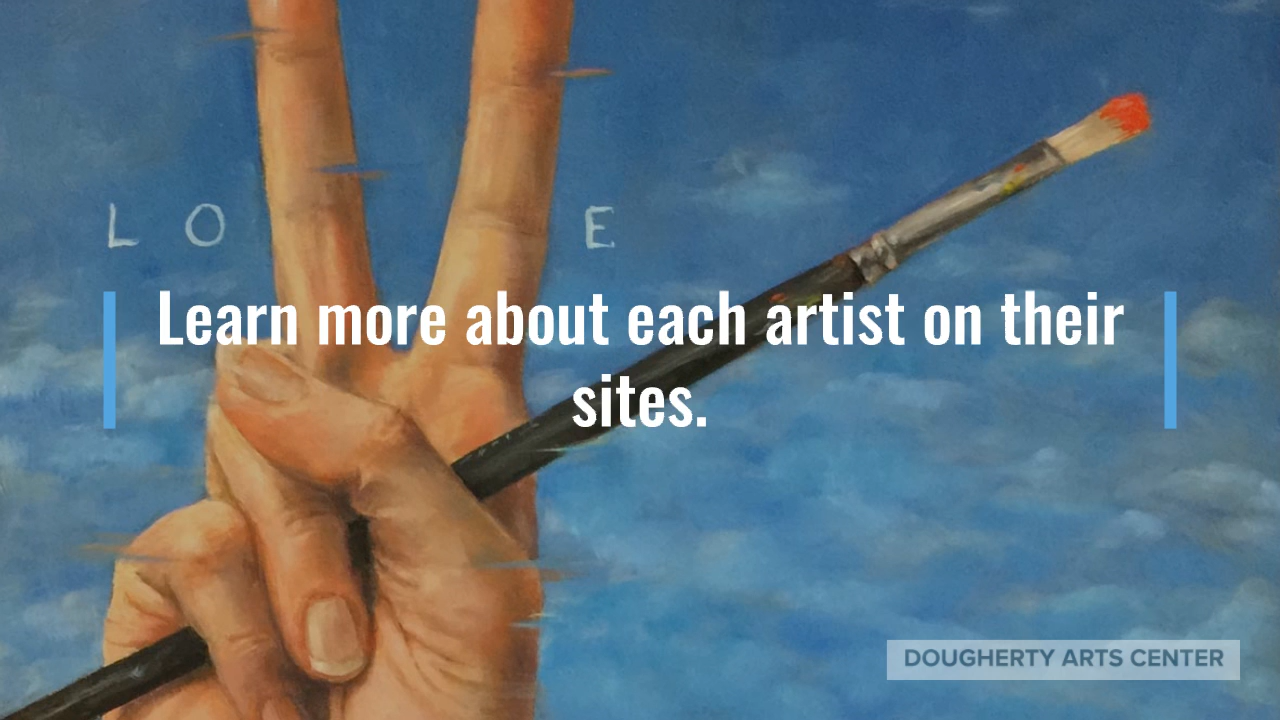 L O E
Learn more about each artist on their
sites.
DOUGHERTY ARTS CENTER